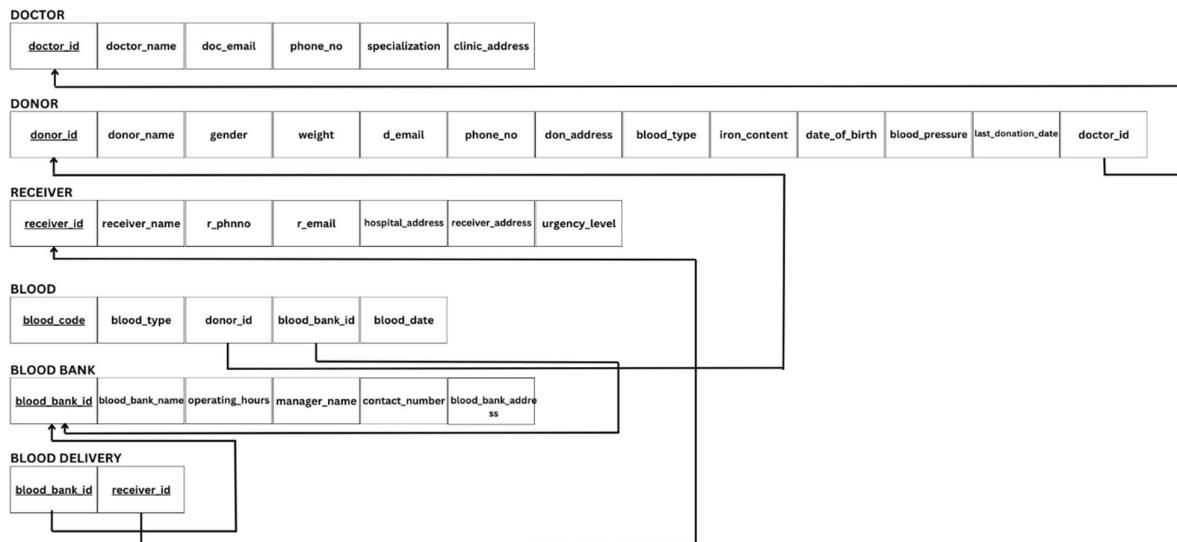 DOCTOR
doctor_id doctor_name doc_email phone_no specialization clinic_address
DONOR
donor_id donor_name gender weight d_email phone_no don_address blood_type iron_content date_of_birth blood_pressure last_donation_date doctor_id
RECEIVER
receiver_id receiver_name r_phnno r_email hospital_address receiver_address urgency_level
BLOOD
blood_code blood_type donor_id blood_bank_id blood_date
BLOOD BANK
blood_bank_id blood_bank_name operating_hours manager_name contact_number blood_bank_addre
ss
BLOOD DELIVERY
blood_bank_id receiver_id